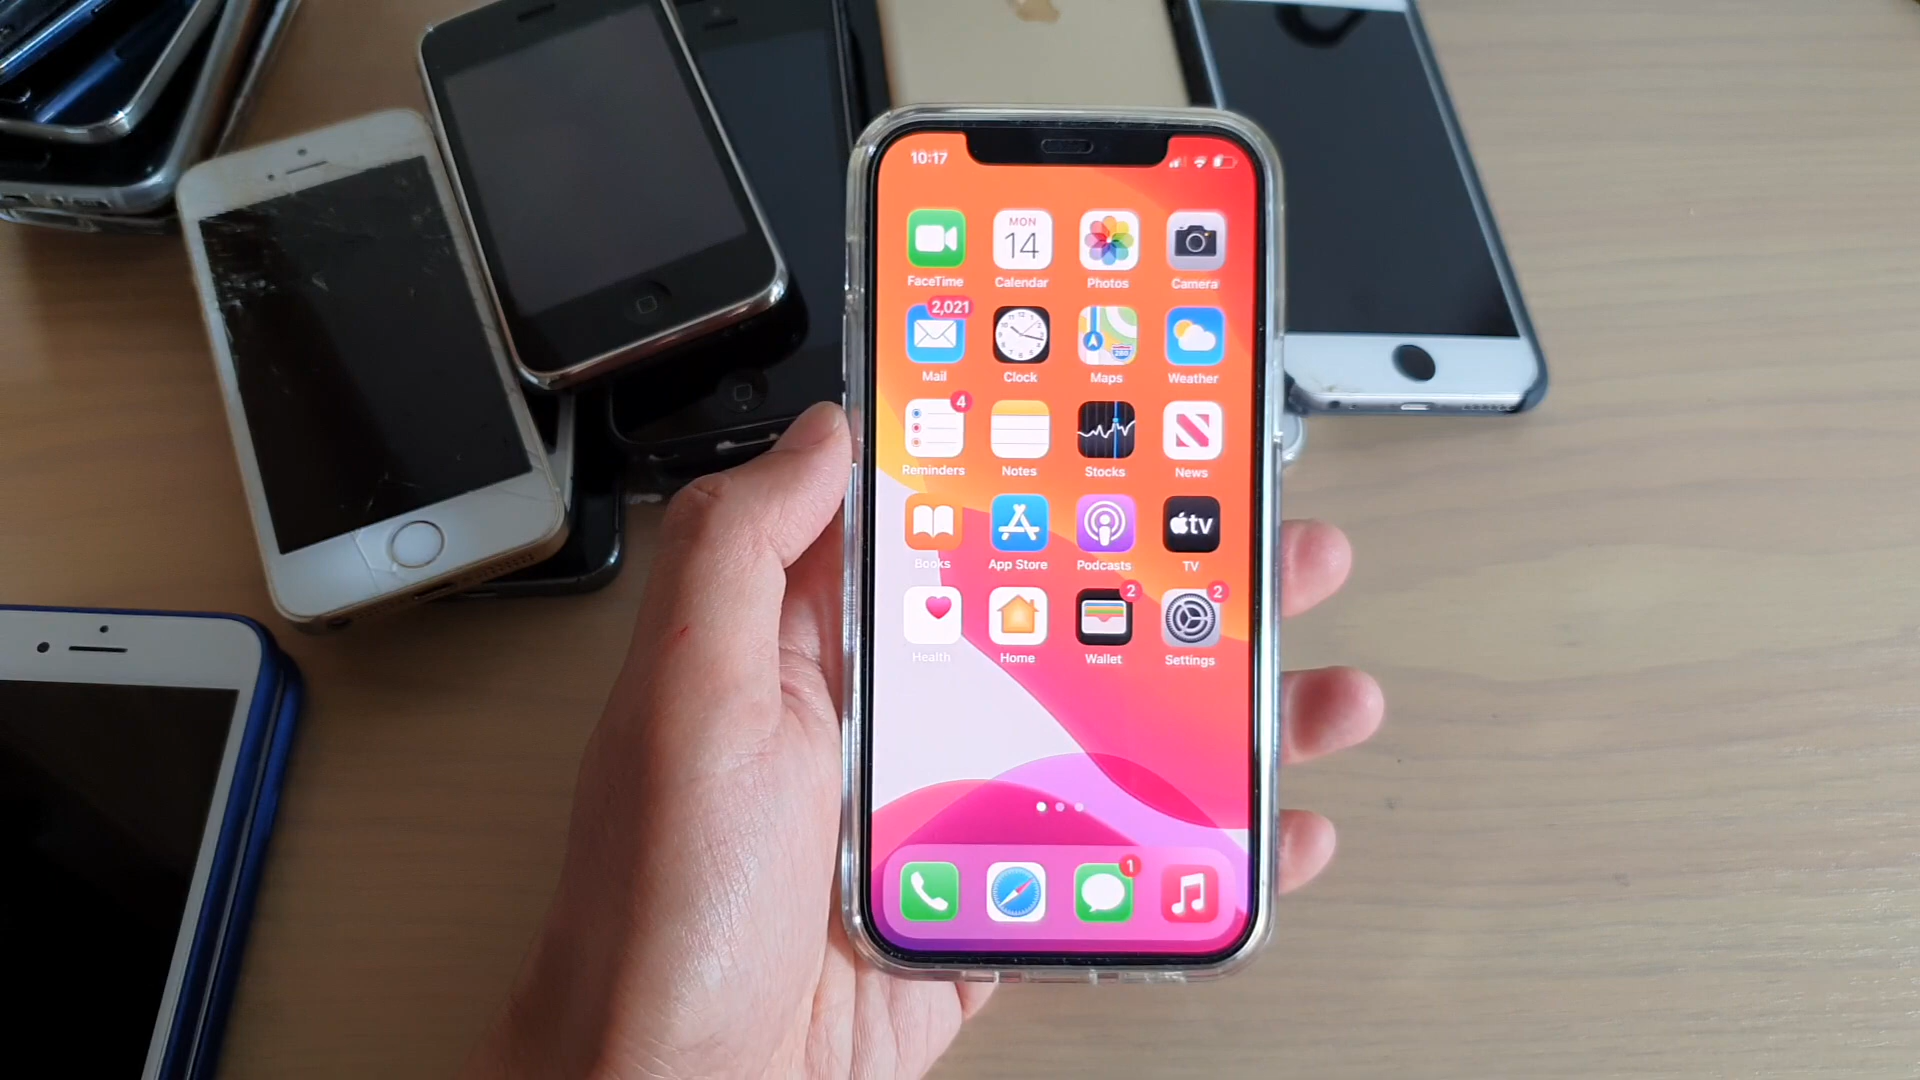 10:17
MON
14
FaceTime Calendar Photos Camera
2,021
Mail Clock Maps Weather
4
Reminders Notes Stocks News
tv
Books App Store Podcasts TV
2 2
Health Home Wallet Settings
1